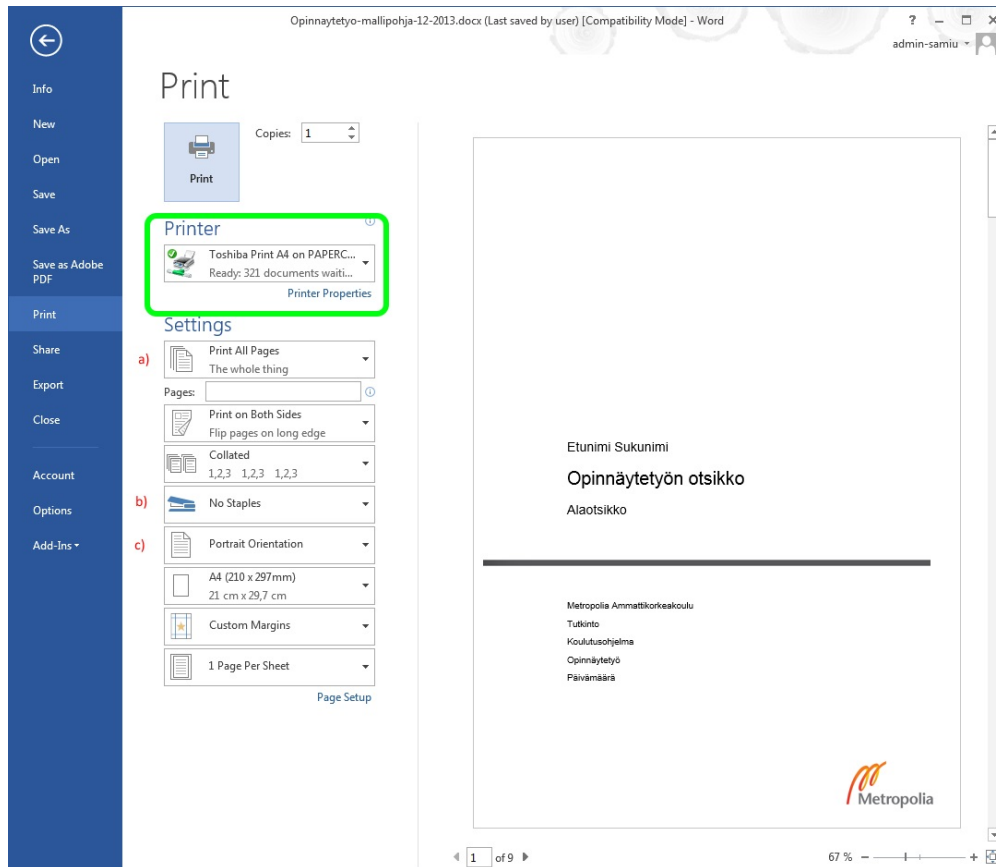 Opinnaytetyo-mallipohja-12-2013.docx (Last saved by user) [Compatibility Mode] - Word
?
admin-samiu
Info
New
Open
Save
Save As
Save as Adobe
PDF
Print
Share
Export
Close
Account
Options
Add-Ins
Print
Print
Copies: 1
Printer
Toshiba Print A4 on PAPERC...
Ready: 321 documents waiti...
Printer Properties
Settings
a)
Print All Pages
The whole thing
Pages:
Print on Both Sides
Flip pages on long edge
Collated
1,2,3 1,2,3 1,2,3
b)
No Staples
c)
Portrait Orientation
A4 (210 x 297mm)
21 cm x 29,7 cm
Custom Margins
1 Page Per Sheet
Page Setup
Etunimi Sukunimi
Opinnäytetyön otsikko
Alaotsikko
Metropolia Ammattikorkeakoulu
Tutkinto
Koulutusohjelma
Opinnäytetyö
Päivämäärä
Metropolia
1 of 9
67 %